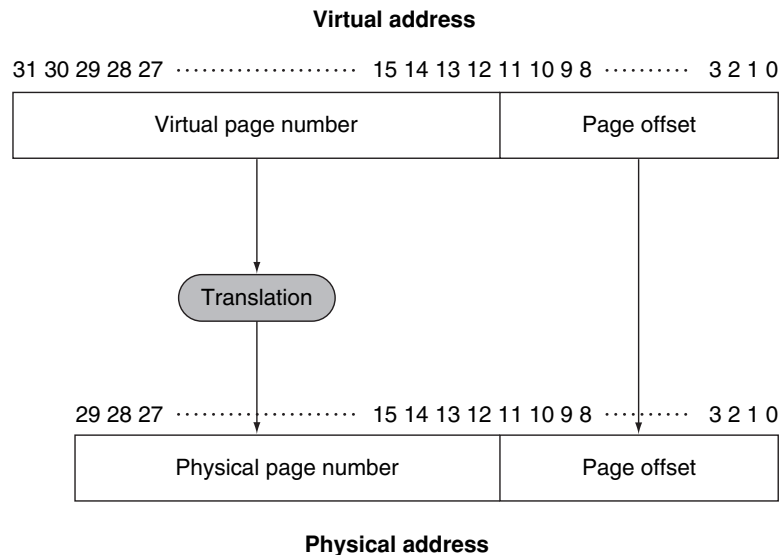 Virtual address
31 30 29 28 27 ····················· 15 14 13 12 11 10 9 8 ·········· 3 2 1 0
Virtual page number Page offset
Translation
29 28 27 ····················· 15 14 13 12 11 10 9 8 ·········· 3 2 1 0
Physical page number Page offset
Physical address